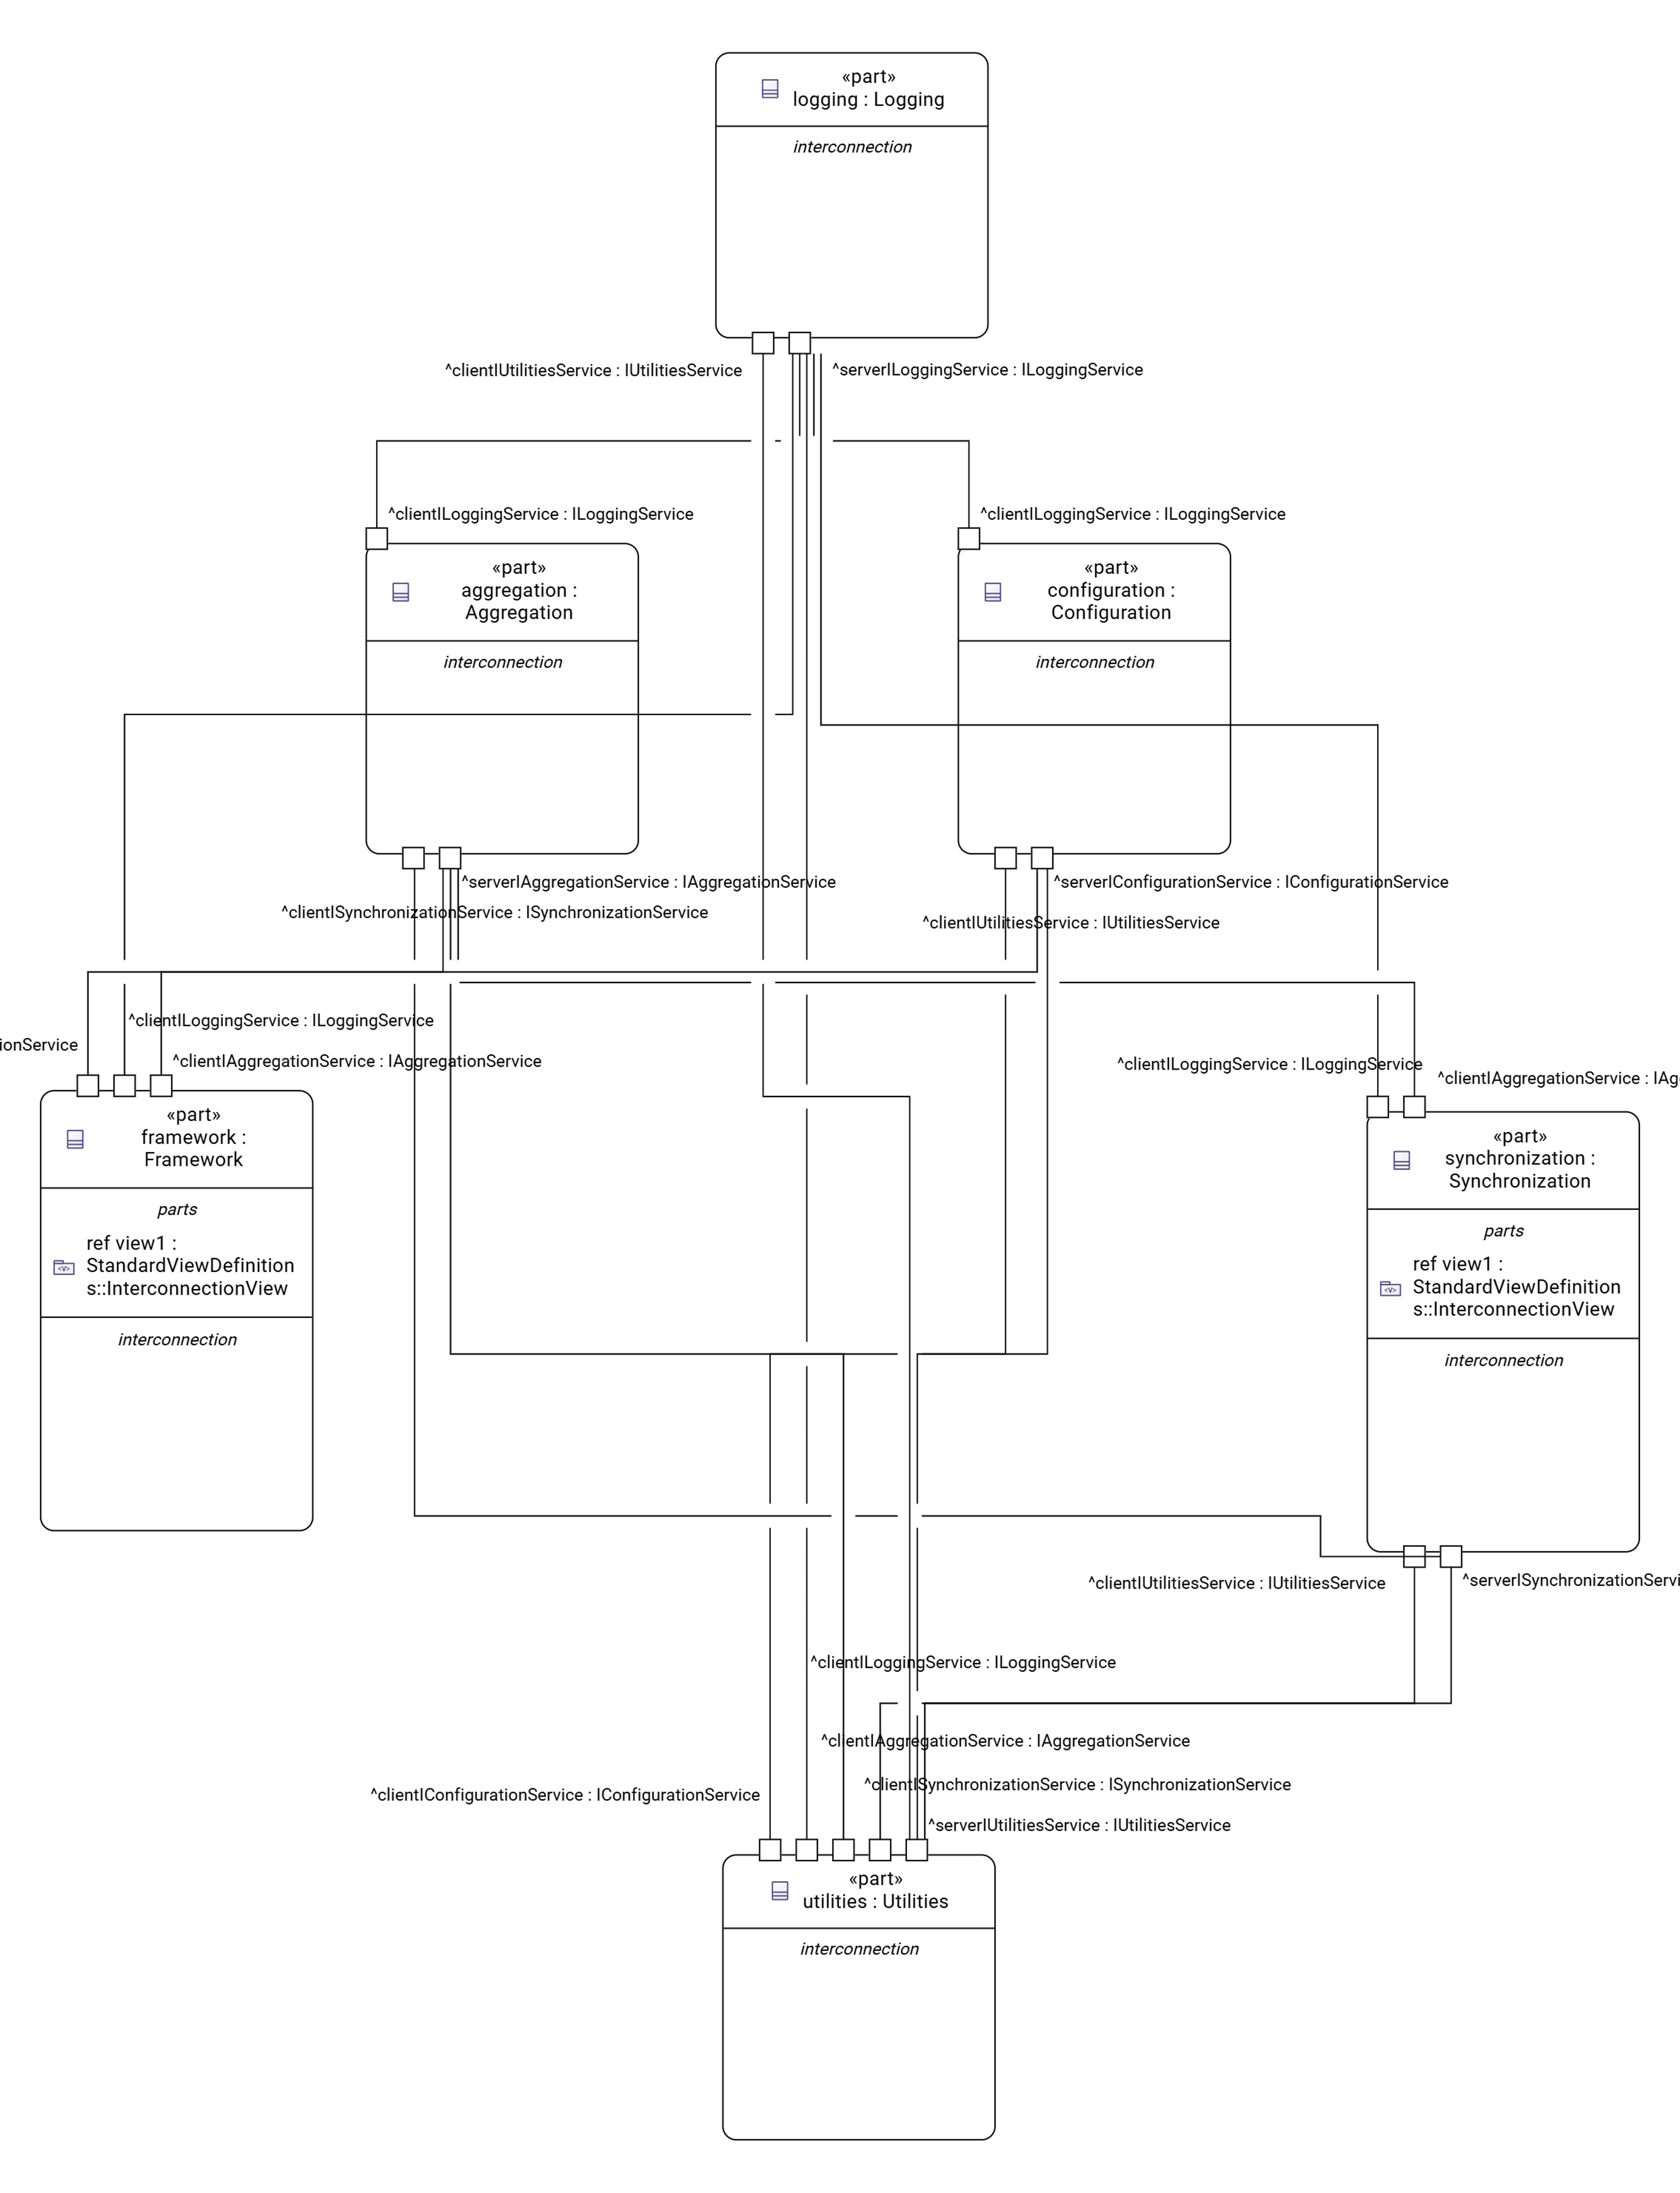 «part»
logging : Logging
interconnection
^clientIUtilitiesService : IUtilitiesService
^serverILoggingService : ILoggingService
^clientILoggingService : ILoggingService
^clientILoggingService : ILoggingService
«part»
aggregation :
Aggregation
interconnection
«part»
configuration :
Configuration
interconnection
^serverIAggregationService : IAggregationService
^clientISynchronizationService : ISynchronizationService
^serverIConfigurationService : IConfigurationService
^clientIUtilitiesService : IUtilitiesService
^clientILoggingService : ILoggingService
ionService
^clientIAggregationService : IAggregationService
^clientILoggingService : ILoggingService
^clientIAggregationService : IAg
«part»
framework :
Framework
parts
ref view1 :
StandardViewDefinition
s::InterconnectionView
interconnection
«part»
synchronization :
Synchronization
parts
ref view1 :
StandardViewDefinition
s::InterconnectionView
interconnection
^clientIUtilitiesService : IUtilitiesService
^serverISynchronizationServi
^clientILoggingService : ILoggingService
^clientIAggregationService : IAggregationService
^clientISynchronizationService : ISynchronizationService
^clientIConfigurationService : IConfigurationService
^serverIUtilitiesService : IUtilitiesService
«part»
utilities : Utilities
interconnection